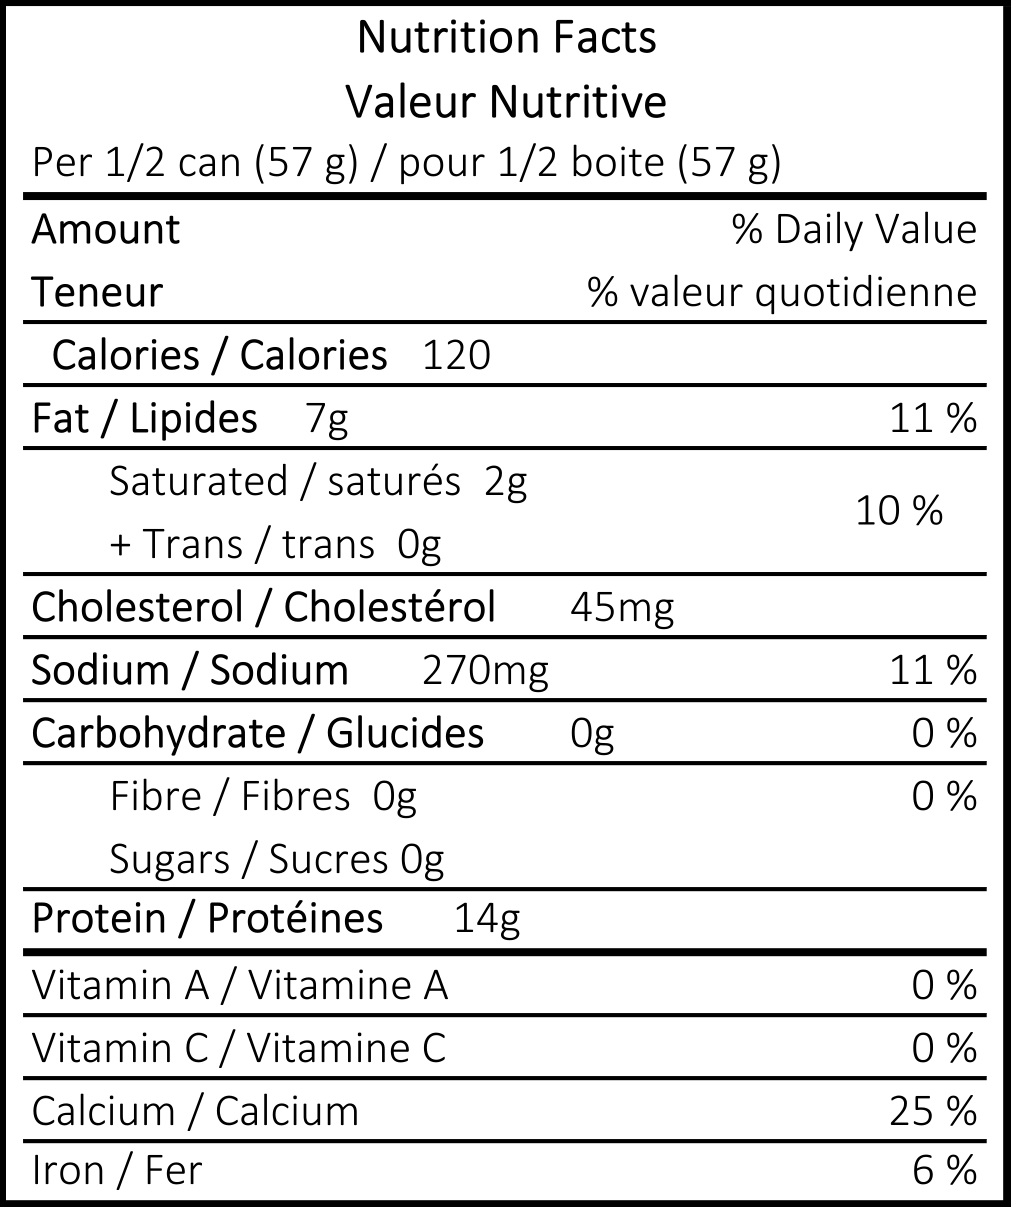 Nutrition Facts
Valeur Nutritive
Per 1/2 can (57 g) / pour 1/2 boite (57 g)
Amount % Daily Value
Teneur % valeur quotidienne
Calories / Calories 120
Fat / Lipides 7g 11 %
Saturated / saturés 2g
10 %
+ Trans / trans 0g
Cholesterol / Cholestérol 45mg
Sodium / Sodium 270mg 11 %
Carbohydrate / Glucides 0g 0 %
Fibre / Fibres 0g 0 %
Sugars / Sucres 0g
Protein / Protéines 14g
Vitamin A / Vitamine A 0 %
Vitamin C / Vitamine C 0 %
Calcium / Calcium 25 %
Iron / Fer 6 %